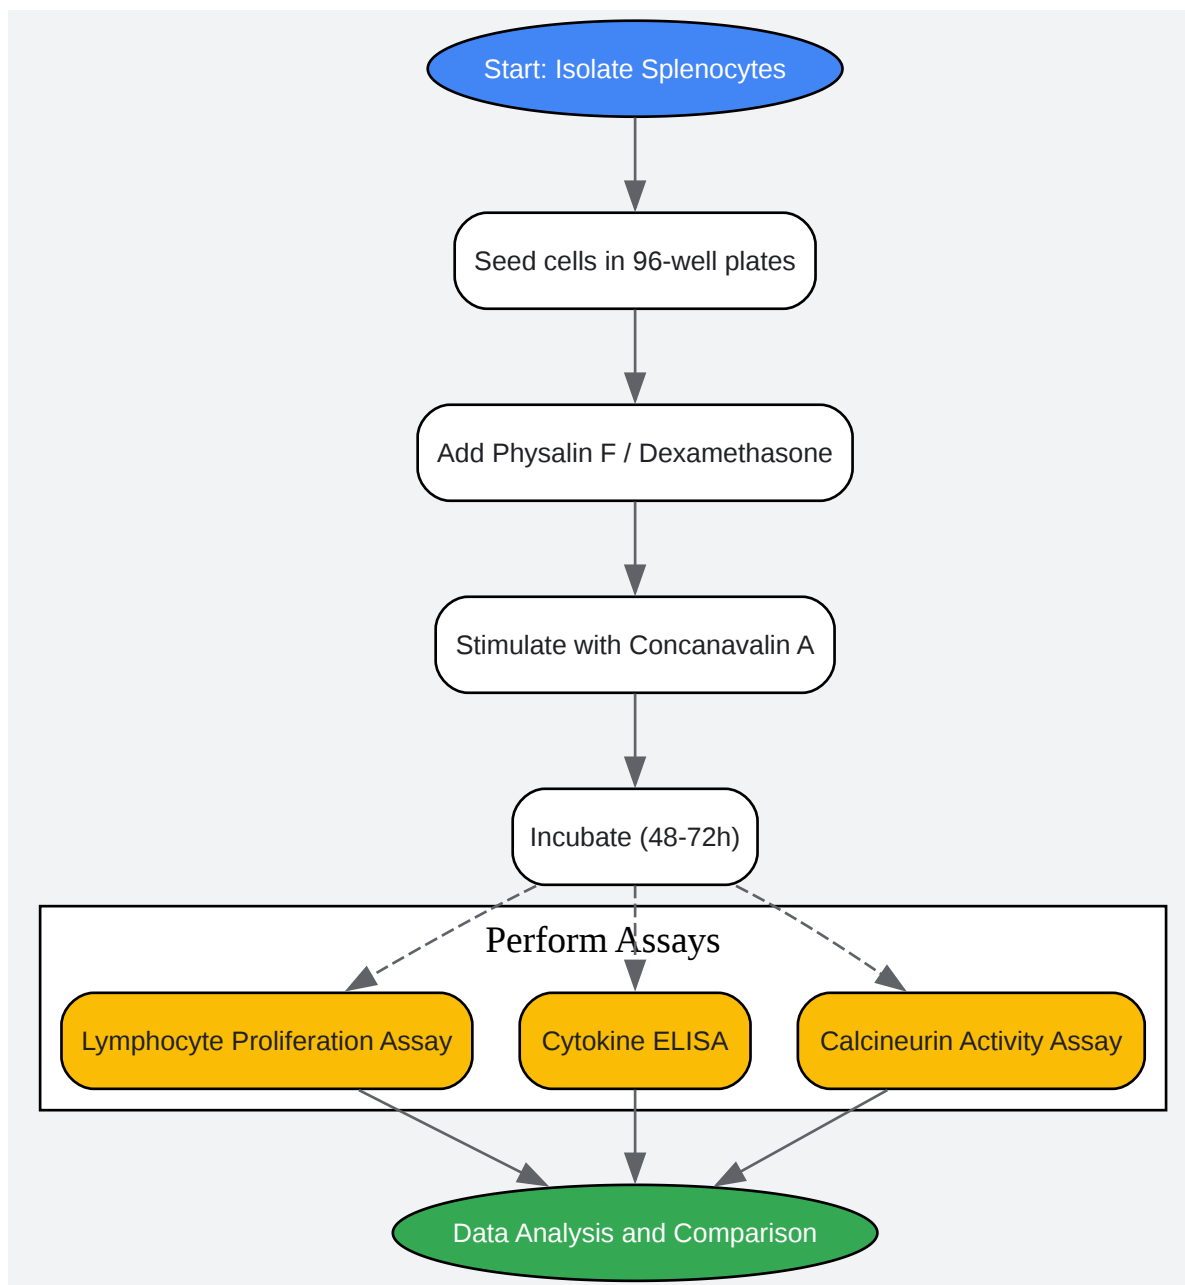 Start: Isolate Splenocytes
Seed cells in 96-well plates
Add Physalin F / Dexamethasone
Stimulate with Concanavalin A
Incubate (48-72h)
Perform Assays
Lymphocyte Proliferation Assay
Cytokine ELISA
Calcineurin Activity Assay
Data Analysis and Comparison